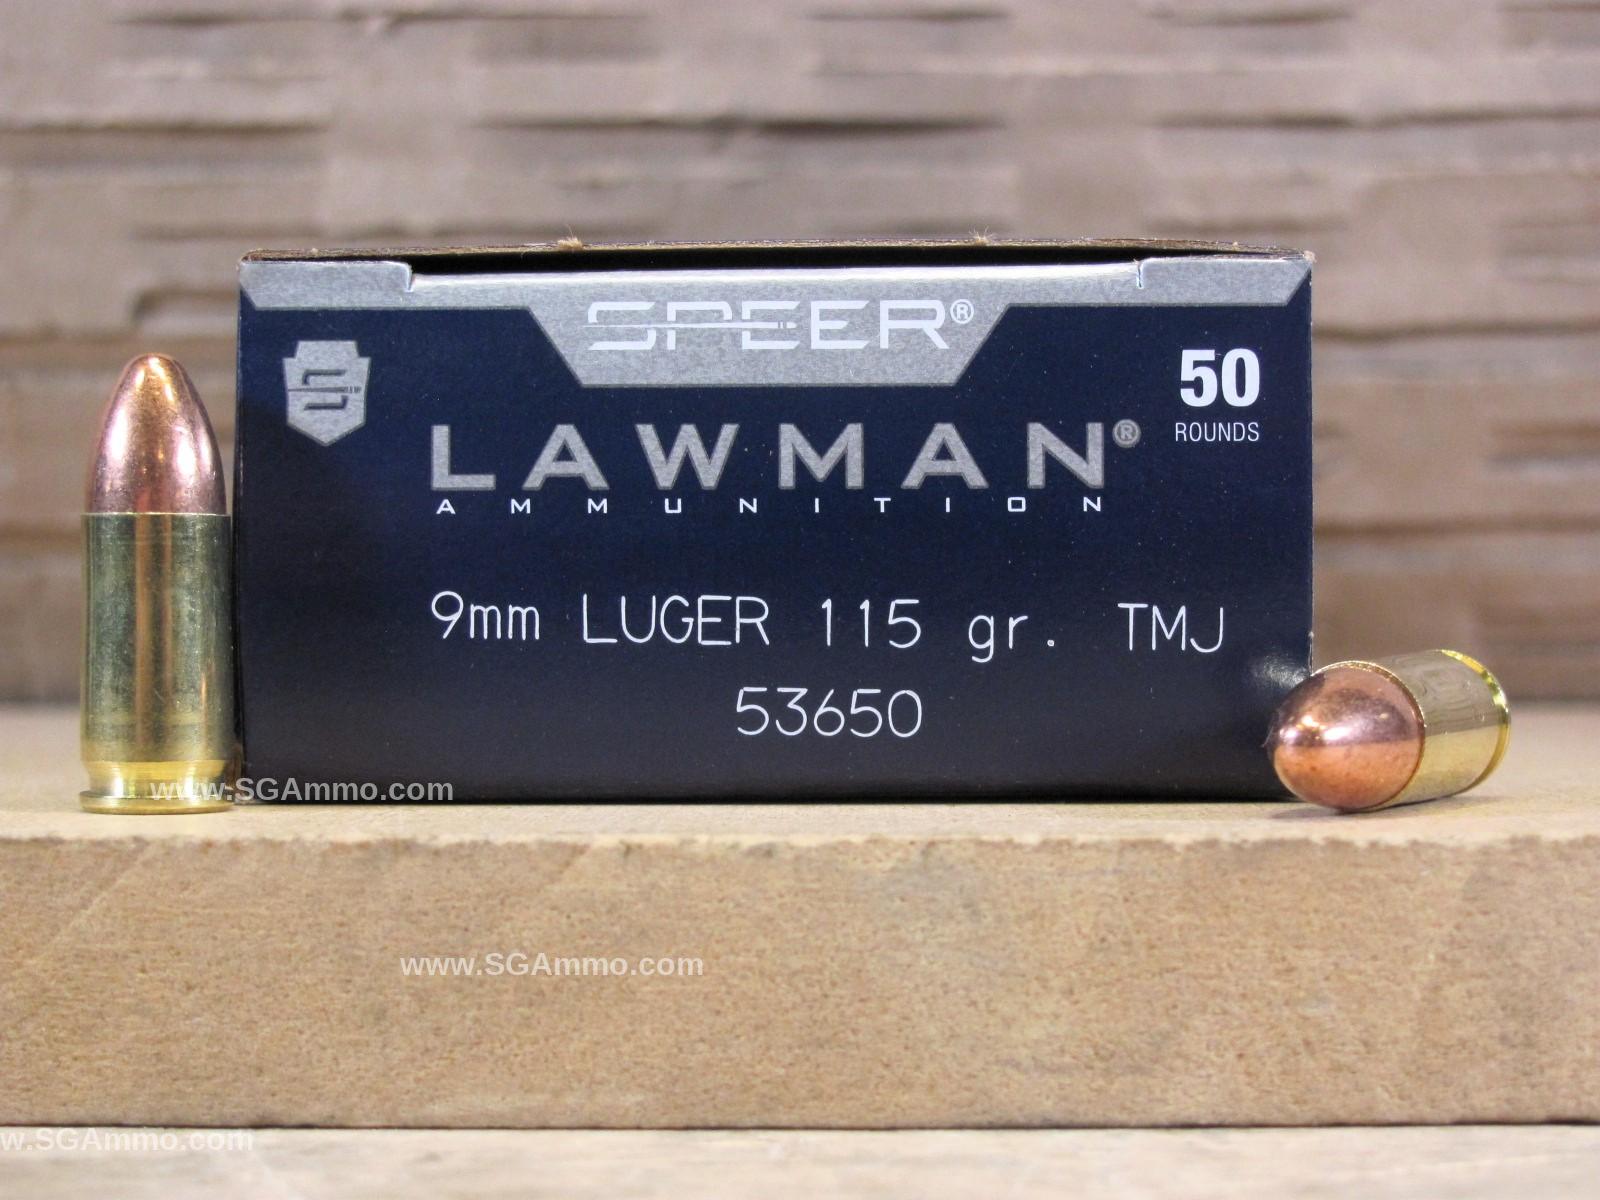 SPEER®
50
ROUNDS
LAWMAN®
AMMUNITION
9mm LUGER 115 gr. TMJ
53650
www.SGAmmo.com
www.SGAmmo.com
w.SGAmmo.com